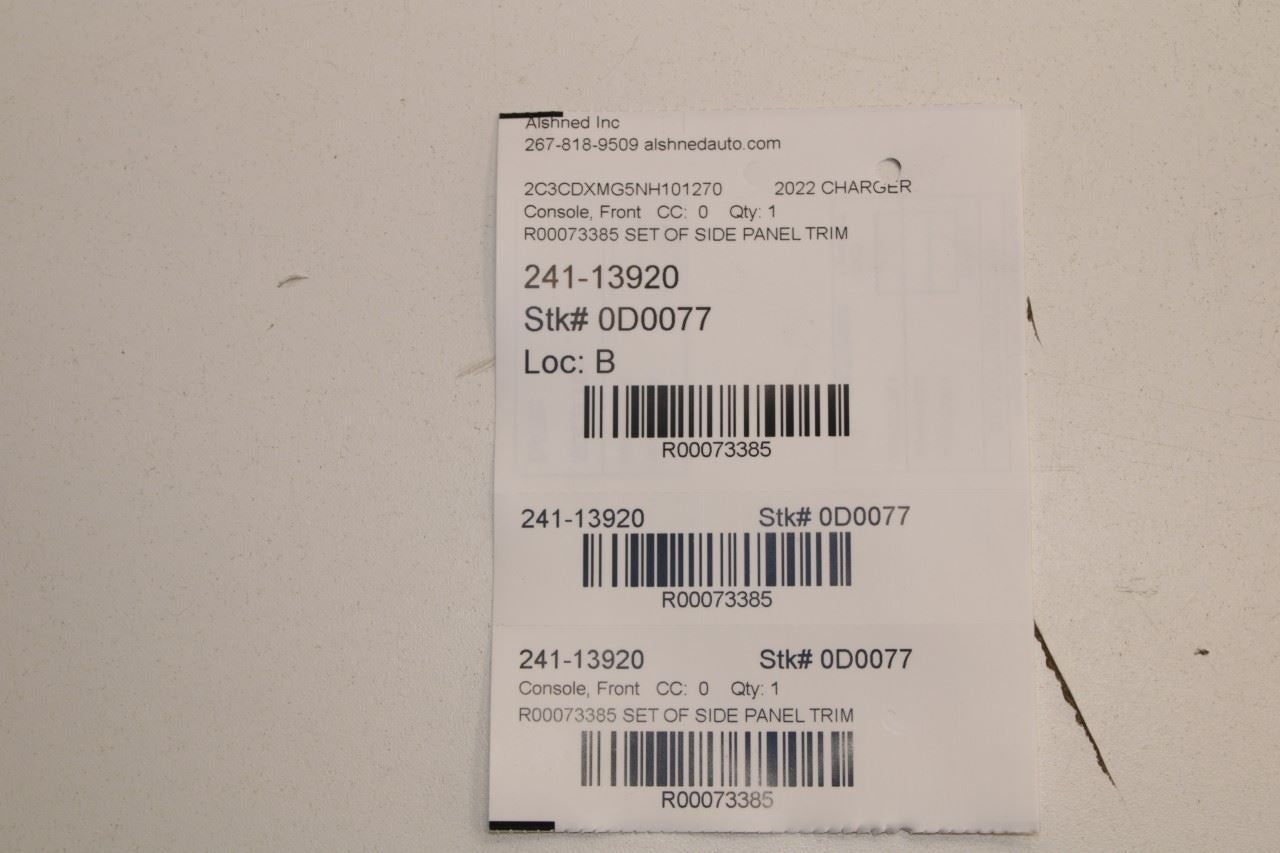 Alshned Inc
267-818-9509 alshnedauto.com
2C3CDXMG5NH101270 2022 CHARGER
Console, Front CC: 0 Qty: 1
R00073385 SET OF SIDE PANEL TRIM
241-13920
Stk# 0D0077
Loc: B
R00073385
241-13920 Stk# 0D0077
R00073385
241-13920 Stk# 0D0077
Console, Front CC: 0 Qty: 1
R00073385 SET OF SIDE PANEL TRIM
R00073385